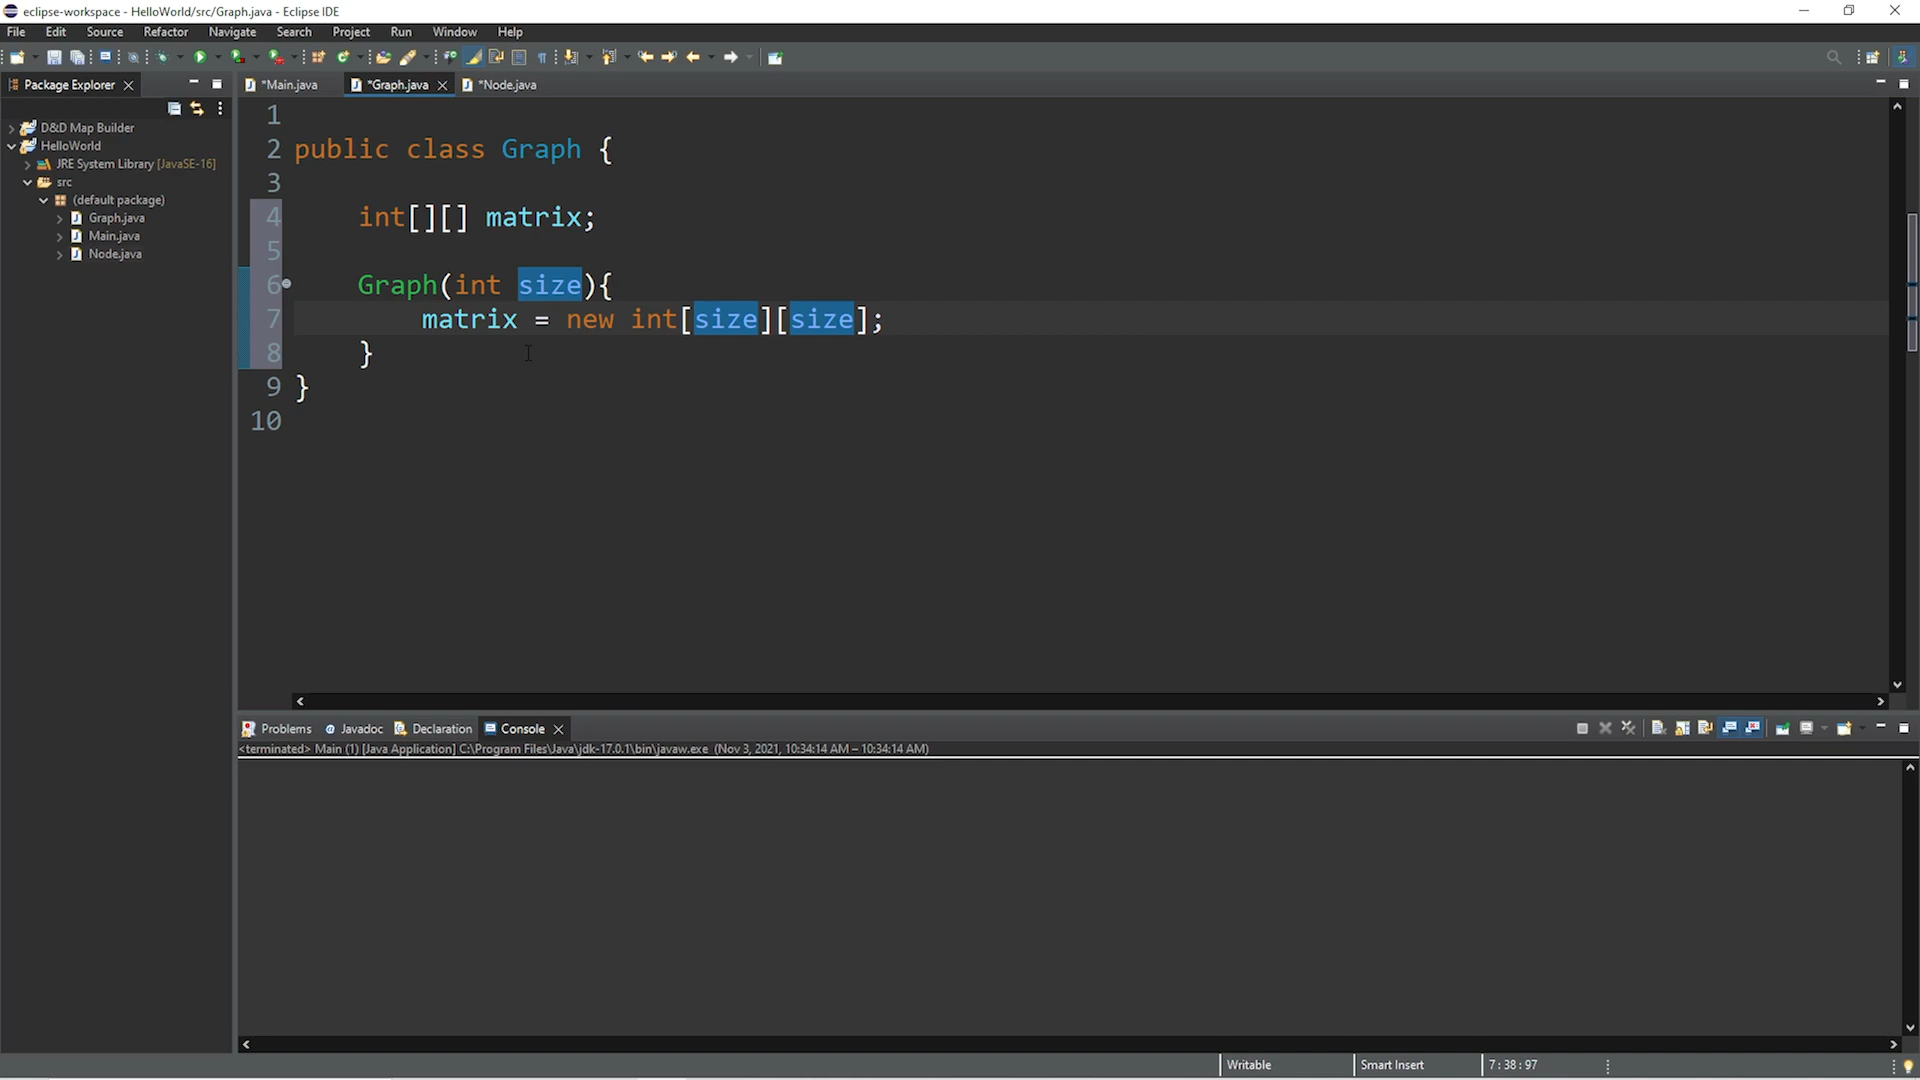 eclipse-workspace - HelloWorld/src/Graph.java - Eclipse IDE
File Edit Source Refactor Navigate Search Project Run Window Help
Package Explorer
*Main.java *Graph.java *Node.java
D&D Map Builder
HelloWorld
JRE System Library [JavaSE-16]
src
(default package)
Graph.java
Main.java
Node.java
1
2 public class Graph {
3
4 int[][] matrix;
5
6 Graph(int size){
7 matrix = new int[size][size];
8 }
9 }
10
Problems Javadoc Declaration Console
<terminated> Main (1) [Java Application] C:\Program Files\Java\jdk-17.0.1\bin\javaw.exe (Nov 3, 2021, 10:34:14 AM – 10:34:14 AM)
Writable Smart Insert 7 : 38 : 97